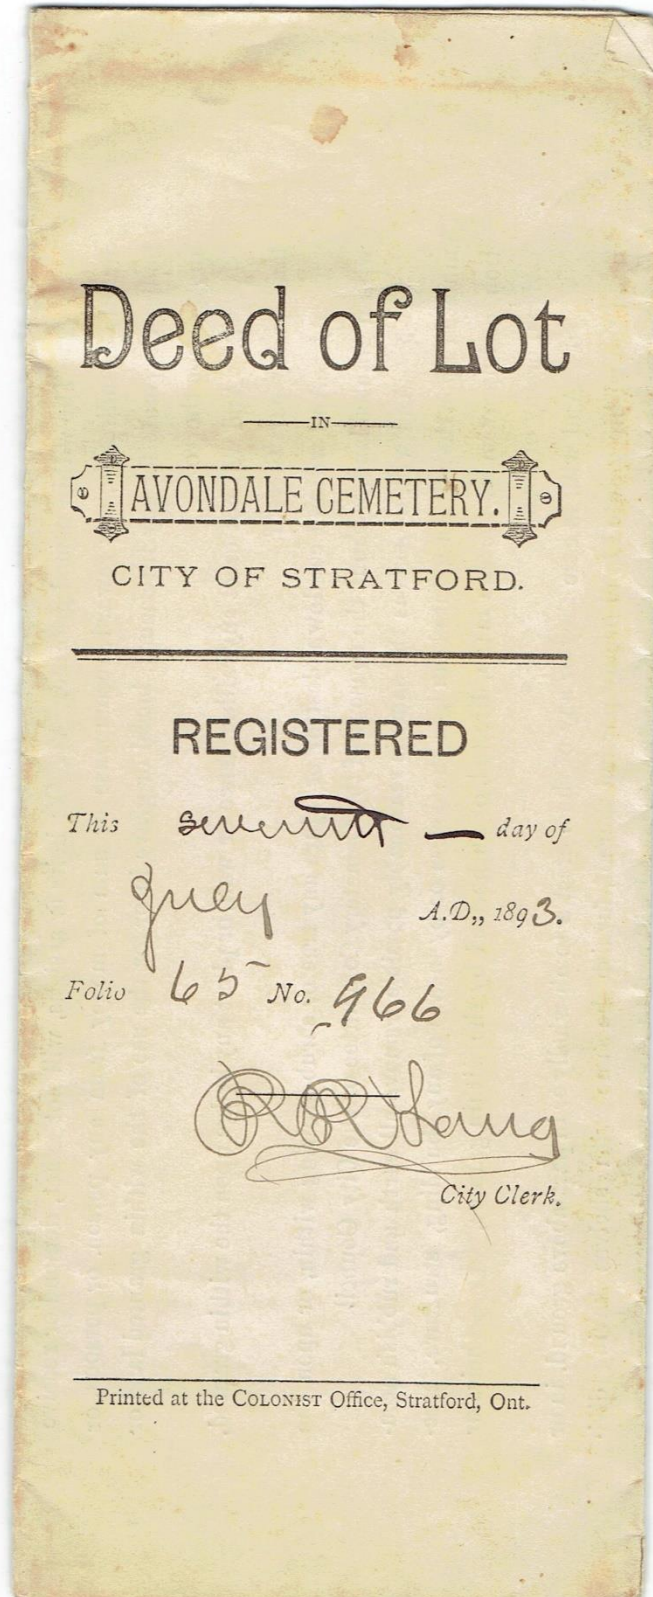 Deed of Lot
IN
AVONDALE CEMETERY.
CITY OF STRATFORD.
REGISTERED
This seventh — day of
July A.D,, 1893.
Folio 65 No. 966
R R Lang
City Clerk.
Printed at the COLONIST Office, Stratford, Ont.